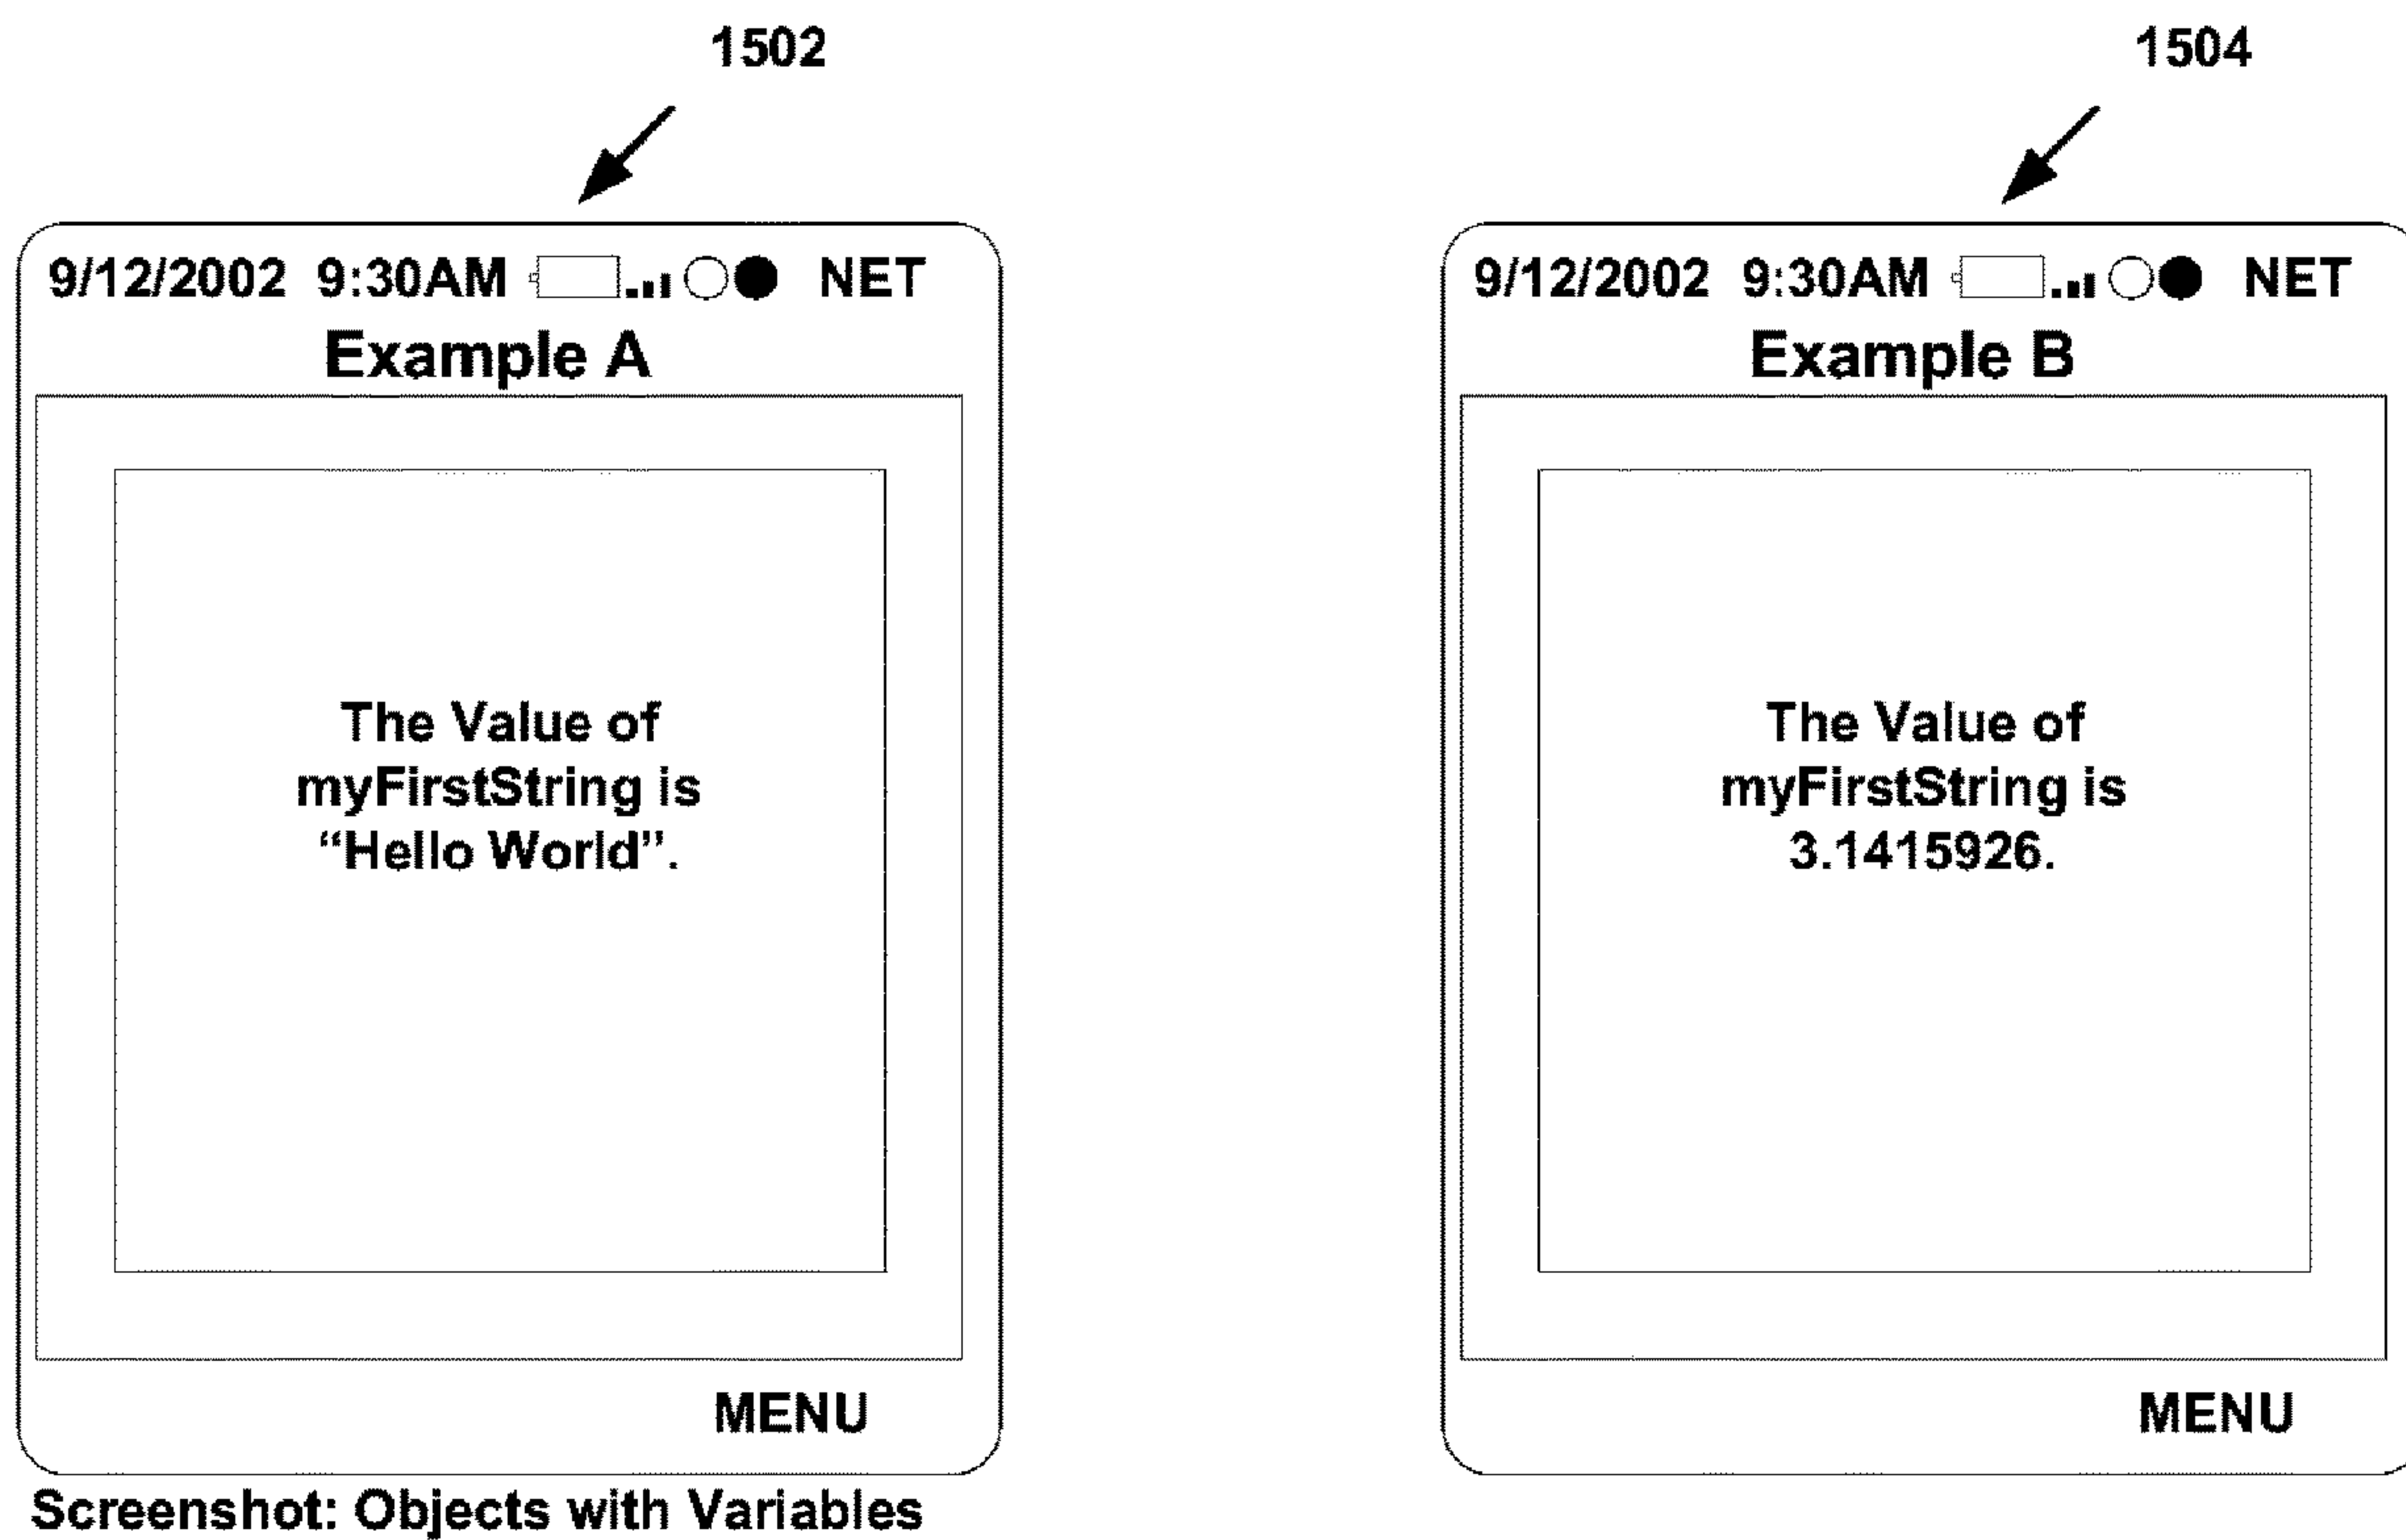 1502
9/12/2002 9:30AM NET
Example A
The Value of
myFirstString is
“Hello World”.
MENU
Screenshot: Objects with Variables
1504
9/12/2002 9:30AM NET
Example B
The Value of
myFirstString is
3.1415926.
MENU